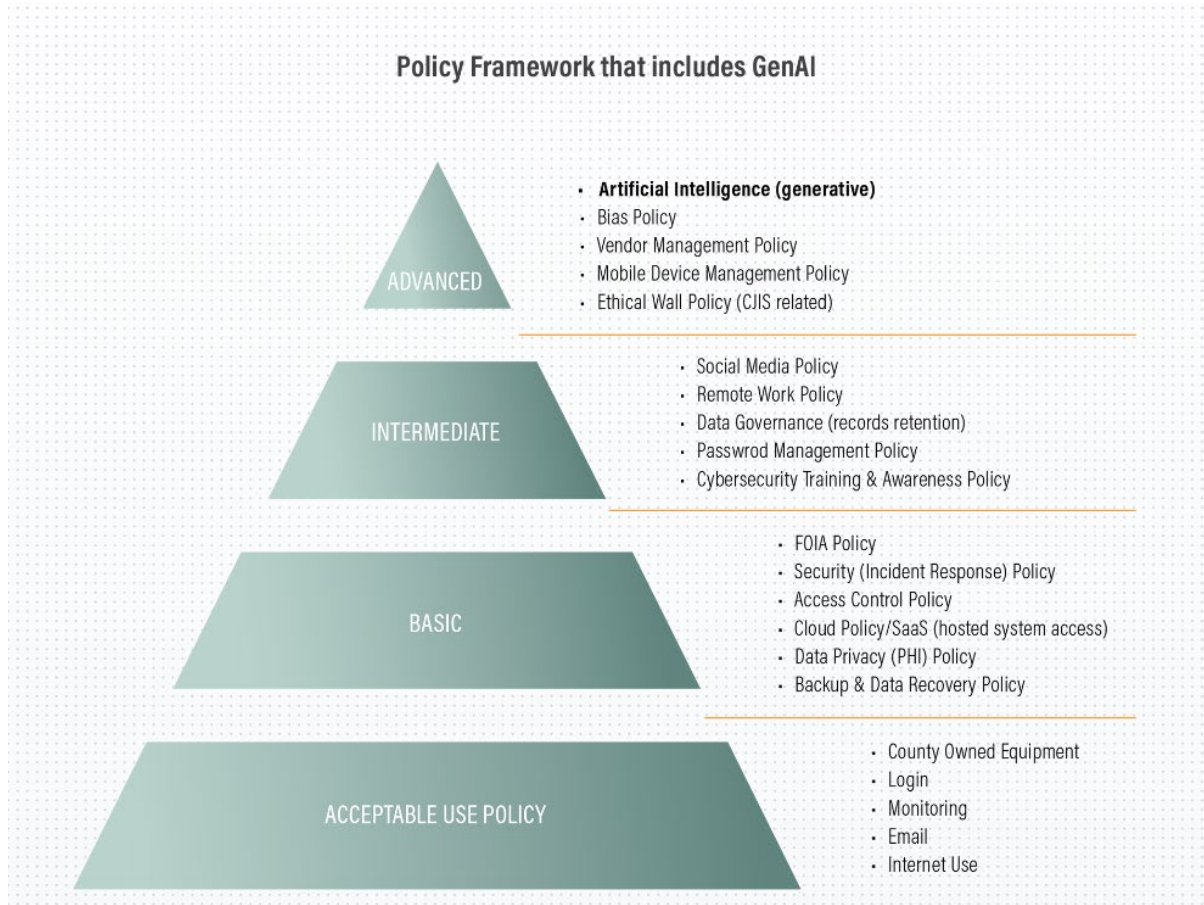 Policy Framework that includes GenAI
ADVANCED
• Artificial Intelligence (generative)
• Bias Policy
• Vendor Management Policy
• Mobile Device Management Policy
• Ethical Wall Policy (CJIS related)
INTERMEDIATE
• Social Media Policy
• Remote Work Policy
• Data Governance (records retention)
• Passwrod Management Policy
• Cybersecurity Training & Awareness Policy
BASIC
• FOIA Policy
• Security (Incident Response) Policy
• Access Control Policy
• Cloud Policy/SaaS (hosted system access)
• Data Privacy (PHI) Policy
• Backup & Data Recovery Policy
ACCEPTABLE USE POLICY
• County Owned Equipment
• Login
• Monitoring
• Email
• Internet Use